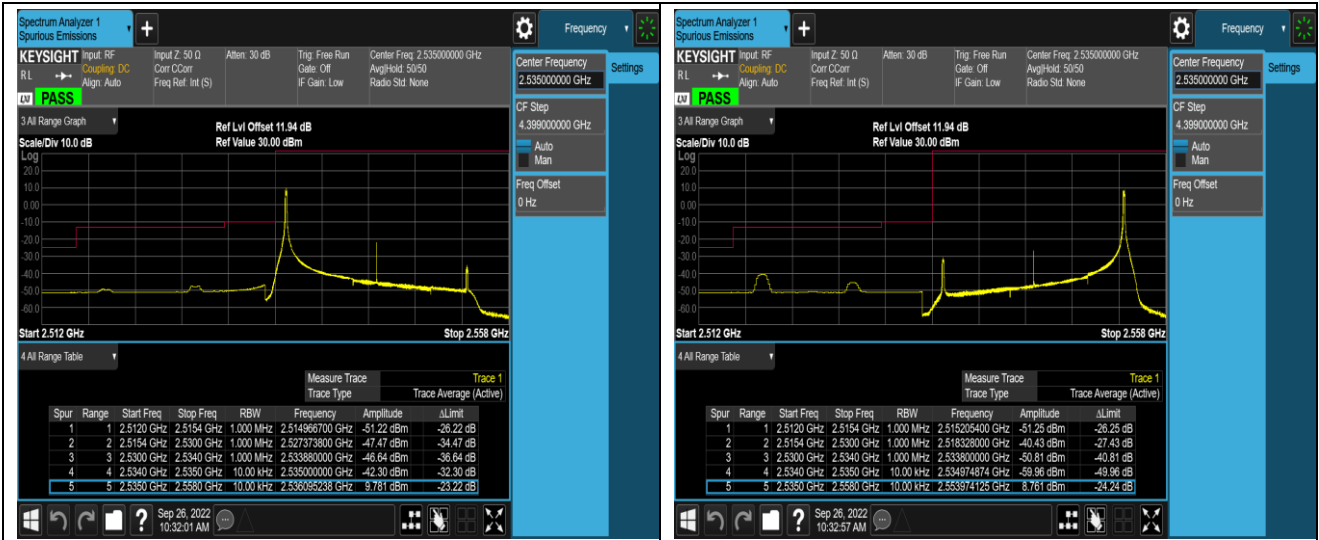 Spectrum Analyzer 1
Spurious Emissions
+
Frequency
KEYSIGHT Input: RF Input Z: 50 Ω Atten: 30 dB Trig: Free Run Center Freq: 2.535000000 GHz
RL Coupling: DC Corr CCorr Gate: Off Avg|Hold: 50/50
Align: Auto Freq Ref: Int (S) IF Gain: Low Radio Std: None
LXI PASS
3 All Range Graph
Ref Lvl Offset 11.94 dB
Scale/Div 10.0 dB Ref Value 30.00 dBm
Log
20.0
10.0
0.00
-10.0
-20.0
-30.0
-40.0
-50.0
-60.0
Start 2.512 GHz Stop 2.558 GHz
4 All Range Table
Measure Trace Trace 1
Trace Type Trace Average (Active)
Spur Range Start Freq Stop Freq RBW Frequency Amplitude ΔLimit
1 1 2.5120 GHz 2.5154 GHz 1.000 MHz 2.514966700 GHz -51.22 dBm -26.22 dB
2 2 2.5154 GHz 2.5300 GHz 1.000 MHz 2.527373800 GHz -47.47 dBm -34.47 dB
3 3 2.5300 GHz 2.5340 GHz 1.000 MHz 2.533880000 GHz -46.64 dBm -36.64 dB
4 4 2.5340 GHz 2.5350 GHz 10.00 kHz 2.535000000 GHz -42.30 dBm -32.30 dB
5 5 2.5350 GHz 2.5580 GHz 10.00 kHz 2.536095238 GHz 9.781 dBm -23.22 dB
Center Frequency
2.535000000 GHz
Settings
CF Step
4.399000000 GHz
Auto
Man
Freq Offset
0 Hz
?
Sep 26, 2022
10:32:01 AM
Spectrum Analyzer 1
Spurious Emissions
+
Frequency
KEYSIGHT Input: RF Input Z: 50 Ω Atten: 30 dB Trig: Free Run Center Freq: 2.535000000 GHz
RL Coupling: DC Corr CCorr Gate: Off Avg|Hold: 50/50
Align: Auto Freq Ref: Int (S) IF Gain: Low Radio Std: None
LXI PASS
3 All Range Graph
Ref Lvl Offset 11.94 dB
Scale/Div 10.0 dB Ref Value 30.00 dBm
Log
20.0
10.0
0.00
-10.0
-20.0
-30.0
-40.0
-50.0
-60.0
Start 2.512 GHz Stop 2.558 GHz
4 All Range Table
Measure Trace Trace 1
Trace Type Trace Average (Active)
Spur Range Start Freq Stop Freq RBW Frequency Amplitude ΔLimit
1 1 2.5120 GHz 2.5154 GHz 1.000 MHz 2.515205400 GHz -51.25 dBm -26.25 dB
2 2 2.5154 GHz 2.5300 GHz 1.000 MHz 2.518328000 GHz -40.43 dBm -27.43 dB
3 3 2.5300 GHz 2.5340 GHz 1.000 MHz 2.533800000 GHz -50.81 dBm -40.81 dB
4 4 2.5340 GHz 2.5350 GHz 10.00 kHz 2.534974874 GHz -59.96 dBm -49.96 dB
5 5 2.5350 GHz 2.5580 GHz 10.00 kHz 2.553974125 GHz 8.761 dBm -24.24 dB
Center Frequency
2.535000000 GHz
Settings
CF Step
4.399000000 GHz
Auto
Man
Freq Offset
0 Hz
?
Sep 26, 2022
10:32:57 AM